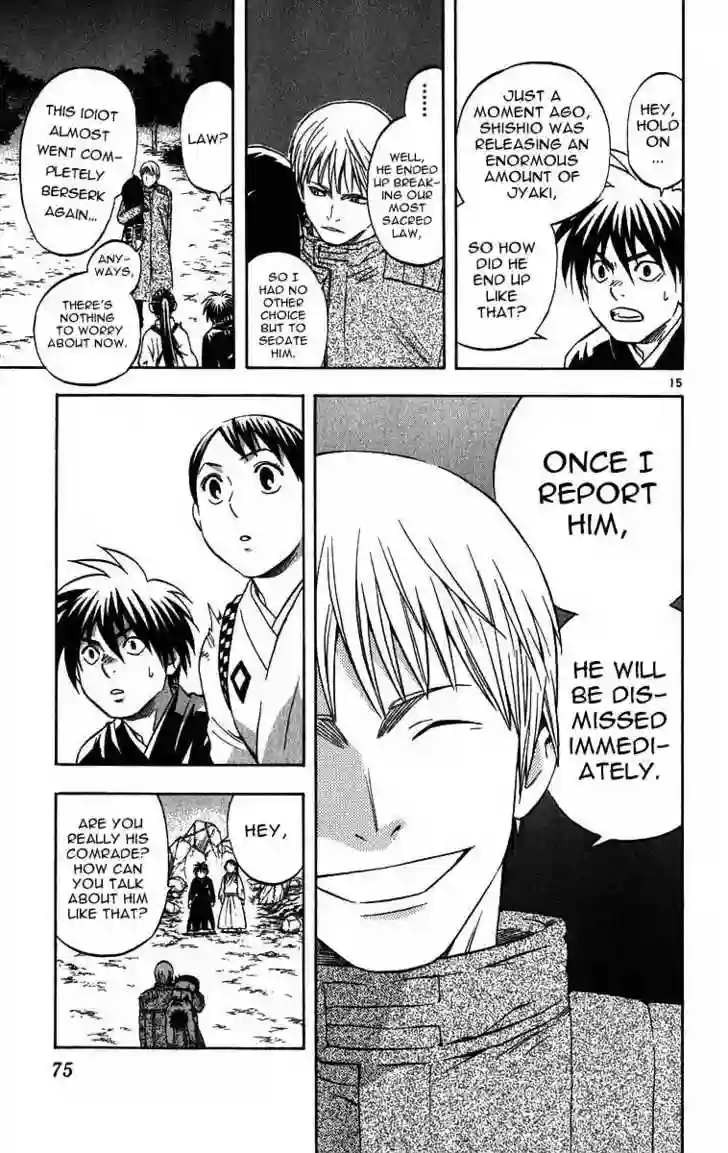 HEY,
HOLD
ON
...
JUST A
MOMENT AGO,
SHISHIO WAS
RELEASING AN
ENORMOUS
AMOUNT OF
JYAKI,
SO HOW
DID HE
END UP
LIKE
THAT?
......
WELL,
HE ENDED
UP BREAK-
ING OUR
MOST
SACRED
LAW,
SO I
HAD NO
OTHER
CHOICE
BUT TO
SEDATE
HIM.
LAW?
THIS IDIOT
ALMOST
WENT COM-
PLETELY
BERSERK
AGAIN...
ANY-
WAYS,
THERE'S
NOTHING
TO WORRY
ABOUT NOW.
15
ONCE I
REPORT
HIM,
HE WILL
BE DIS-
MISSED
IMMEDI-
ATELY.
HEY,
ARE YOU
REALLY HIS
COMRADE?
HOW CAN
YOU TALK
ABOUT HIM
LIKE THAT?
75